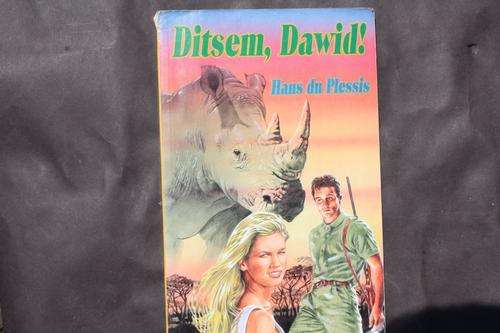 Ditsem, Dawid!
Hans du Plessis